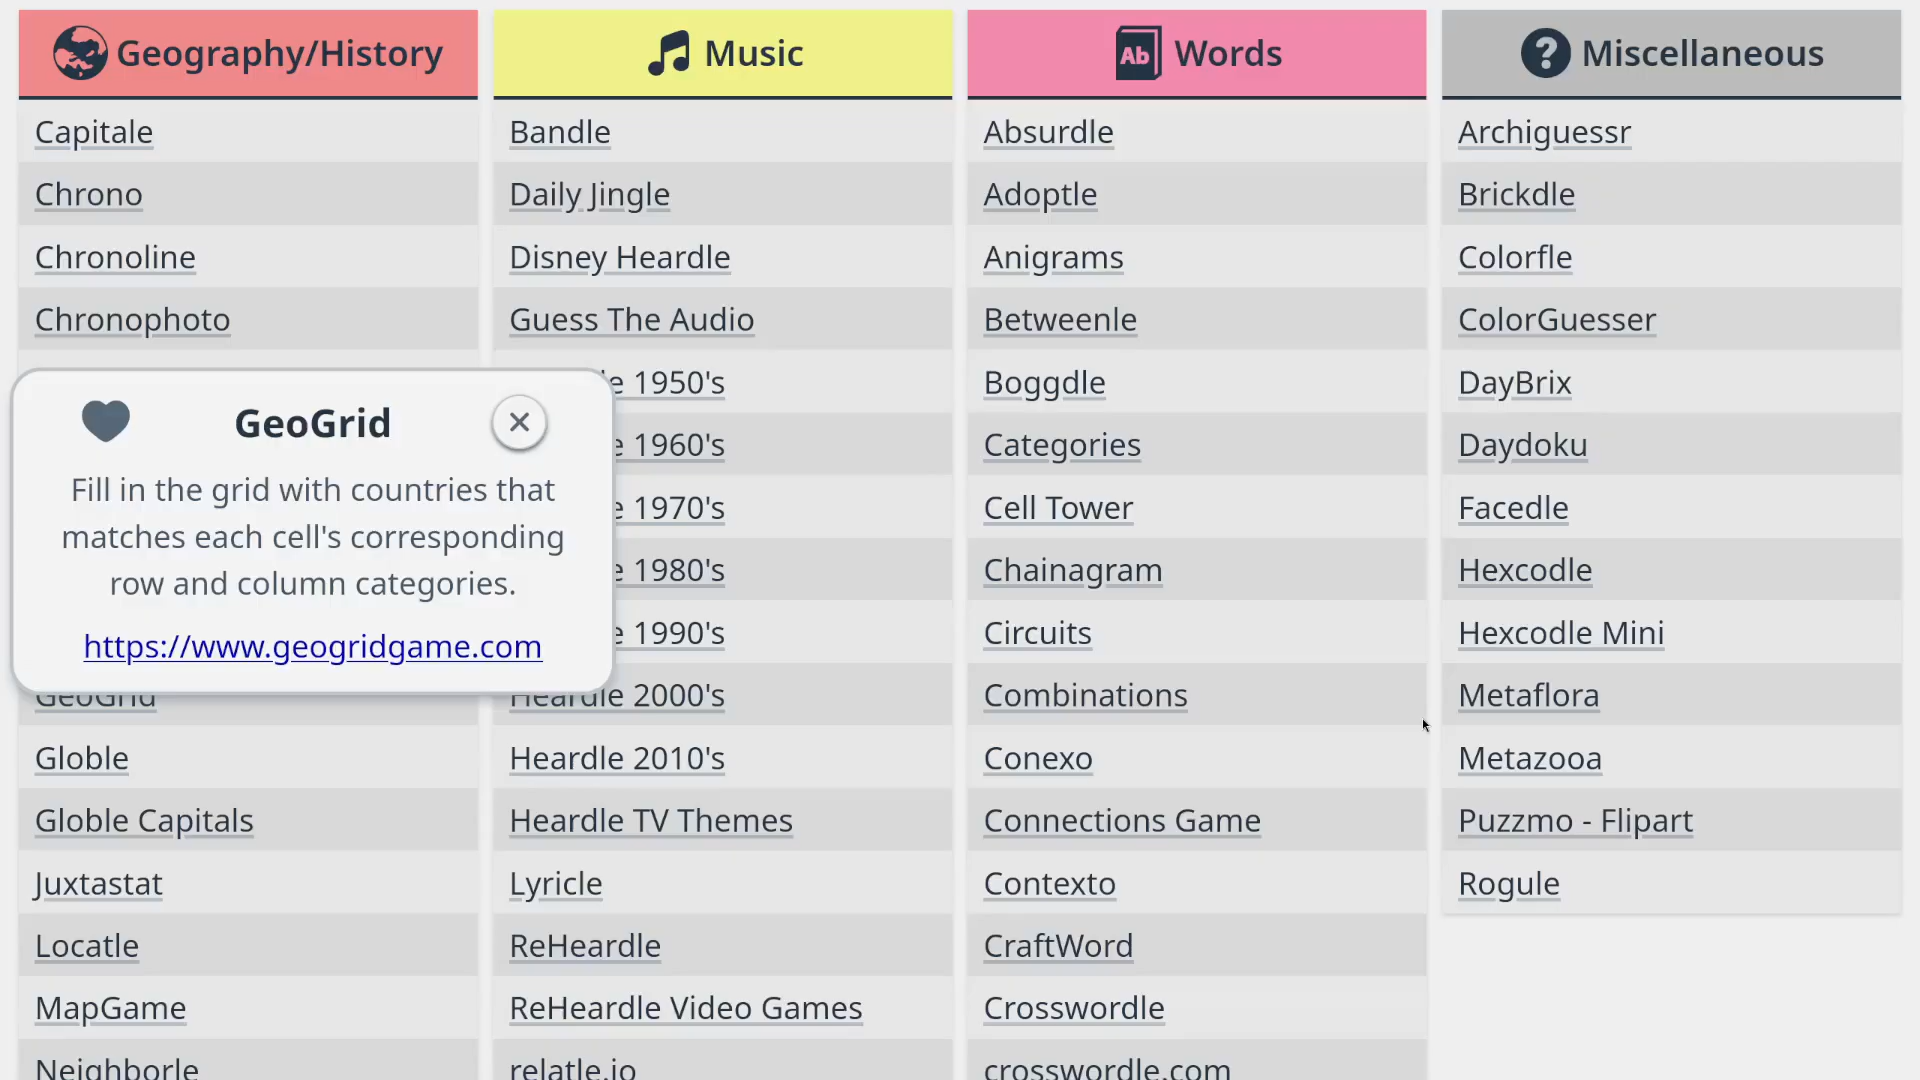 Geography/History
Capitale
Chrono
Chronoline
Chronophoto
GeoGrid
Fill in the grid with countries that
matches each cell's corresponding
row and column categories.
https://www.geogridgame.com
GeoGrid
Globle
Globle Capitals
Juxtastat
Locatle
MapGame
Neighborle
Music
Bandle
Daily Jingle
Disney Heardle
Guess The Audio
e 1950's
e 1960's
e 1970's
e 1980's
e 1990's
Heardle 2000's
Heardle 2010's
Heardle TV Themes
Lyricle
ReHeardle
ReHeardle Video Games
relatle.io
Ab Words
Absurdle
Adoptle
Anigrams
Betweenle
Boggdle
Categories
Cell Tower
Chainagram
Circuits
Combinations
Conexo
Connections Game
Contexto
CraftWord
Crosswordle
crosswordle.com
? Miscellaneous
Archiguessr
Brickdle
Colorfle
ColorGuesser
DayBrix
Daydoku
Facedle
Hexcodle
Hexcodle Mini
Metaflora
Metazooa
Puzzmo - Flipart
Rogule